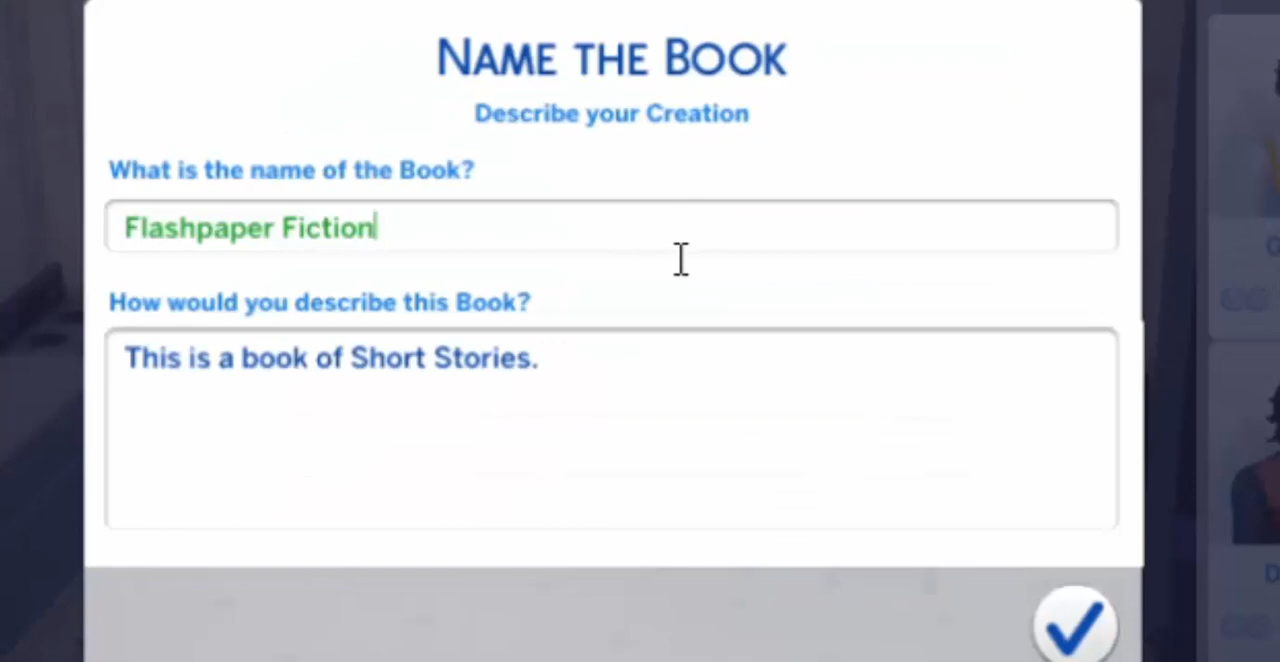 NAME THE BOOK
Describe your Creation
What is the name of the Book?
Flashpaper Fiction
How would you describe this Book?
This is a book of Short Stories.